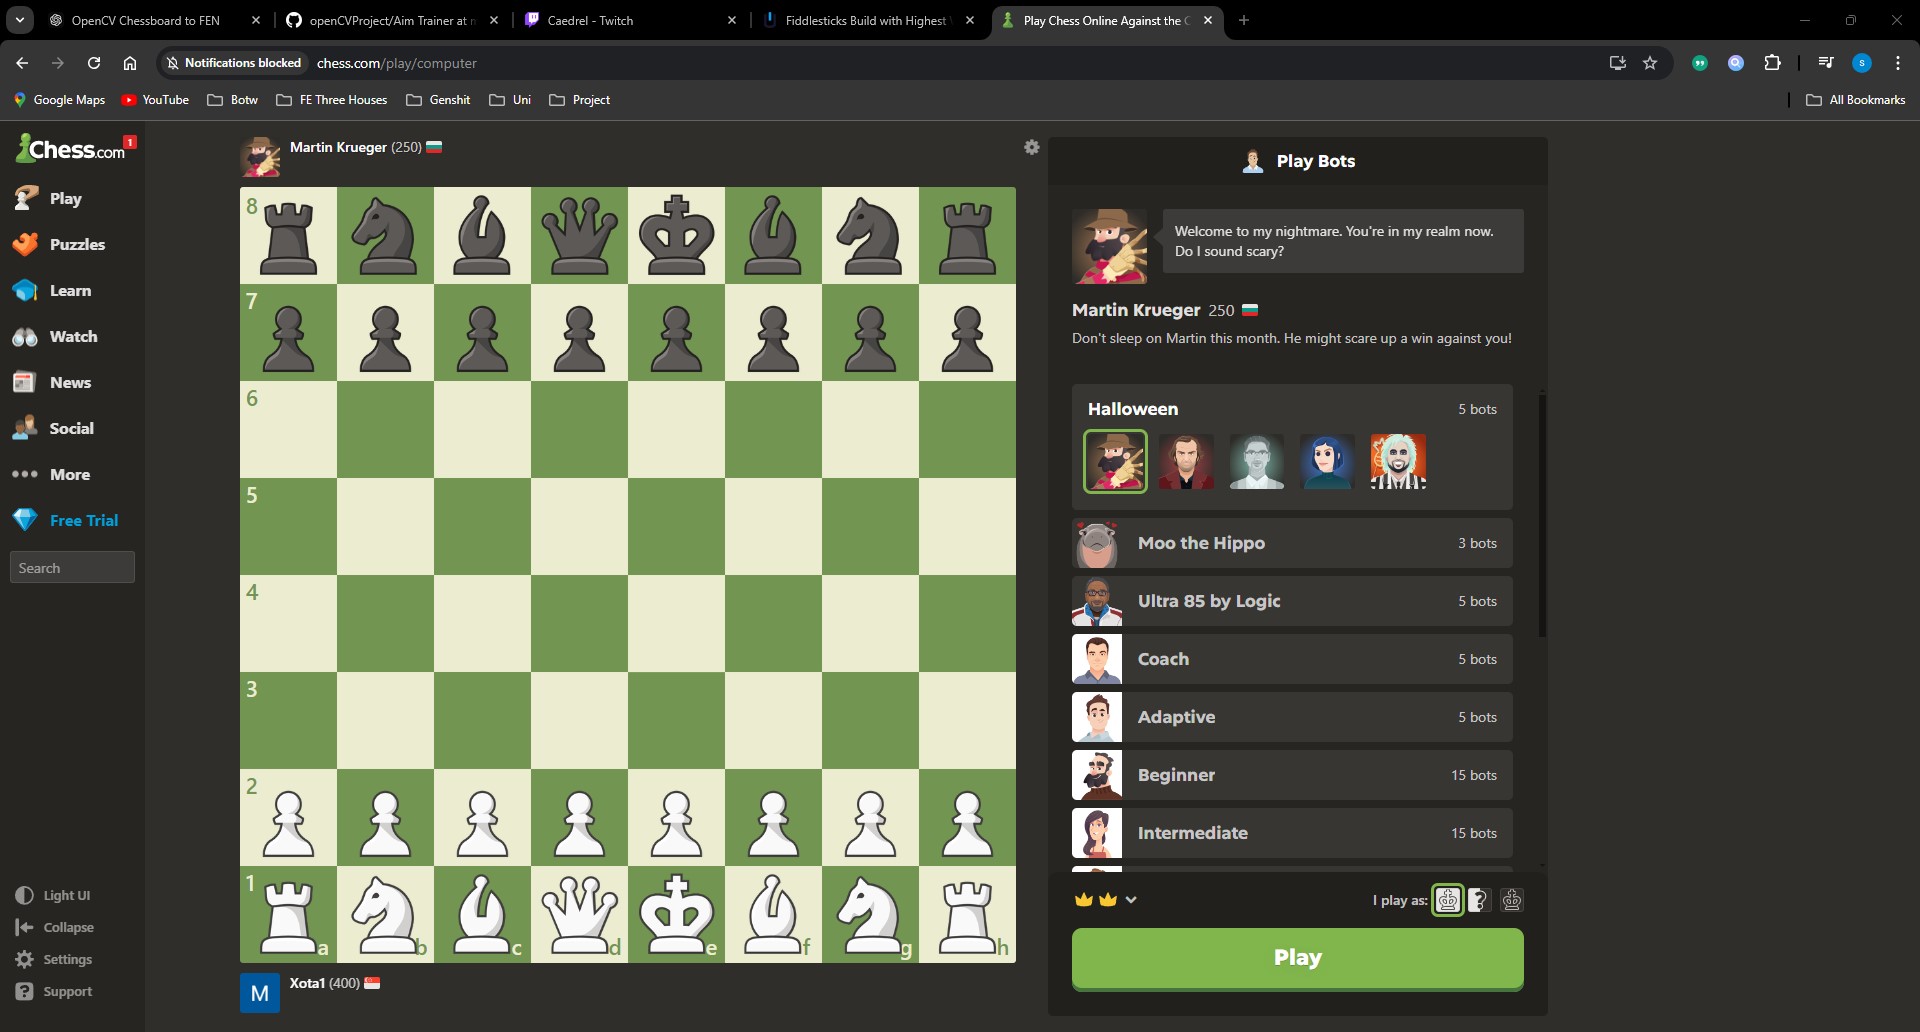 OpenCV Chessboard to FEN
openCVProject/Aim Trainer at m
Caedrel - Twitch
Fiddlesticks Build with Highest
Play Chess Online Against the C
Notifications blocked
chess.com/play/computer
Google Maps
YouTube
Botw
FE Three Houses
Genshit
Uni
Project
All Bookmarks
Chess.com
1
Play
Puzzles
Learn
Watch
News
Social
More
Free Trial
Search
Light UI
Collapse
Settings
Support
Martin Krueger (250)
8
7
6
5
4
3
2
1
a b c d e f g h
M
Xota1 (400)
Play Bots
Welcome to my nightmare. You're in my realm now.
Do I sound scary?
Martin Krueger 250
Don't sleep on Martin this month. He might scare up a win against you!
Halloween 5 bots
Moo the Hippo 3 bots
Ultra 85 by Logic 5 bots
Coach 5 bots
Adaptive 5 bots
Beginner 15 bots
Intermediate 15 bots
I play as: ?
Play